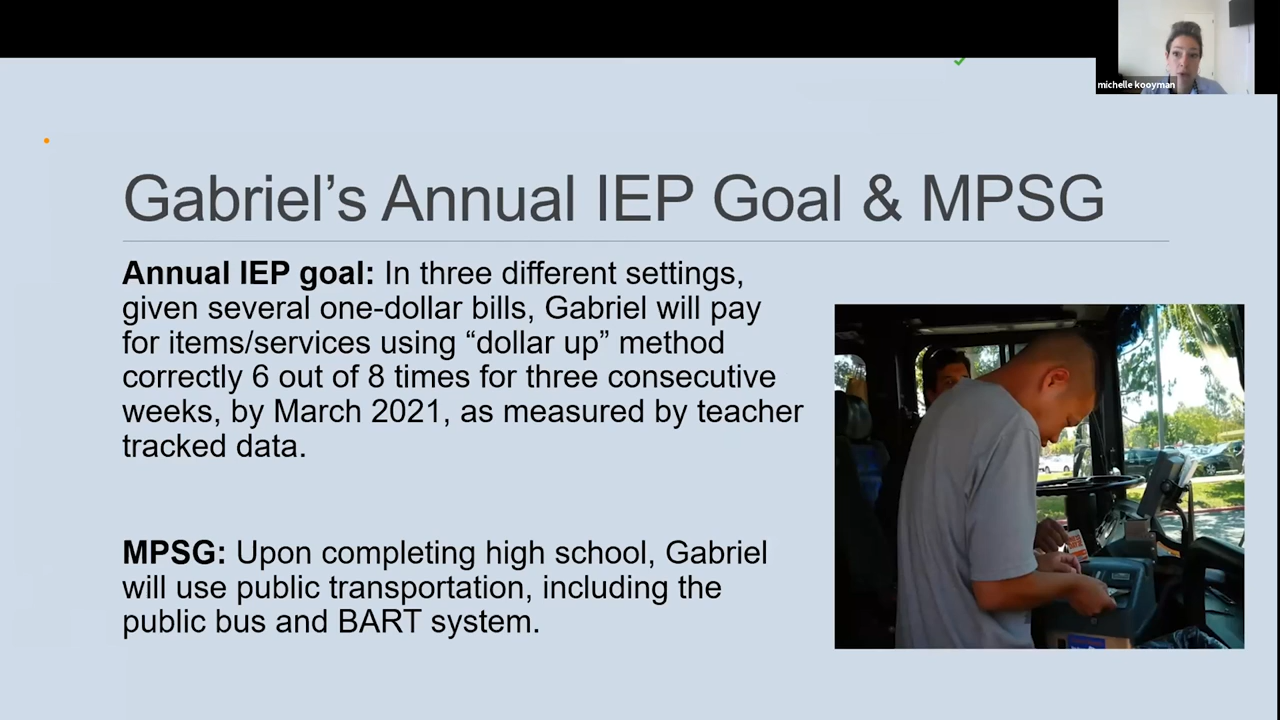 michelle kooyman
Gabriel’s Annual IEP Goal & MPSG
Annual IEP goal: In three different settings,
given several one-dollar bills, Gabriel will pay
for items/services using “dollar up” method
correctly 6 out of 8 times for three consecutive
weeks, by March 2021, as measured by teacher
tracked data.
MPSG: Upon completing high school, Gabriel
will use public transportation, including the
public bus and BART system.